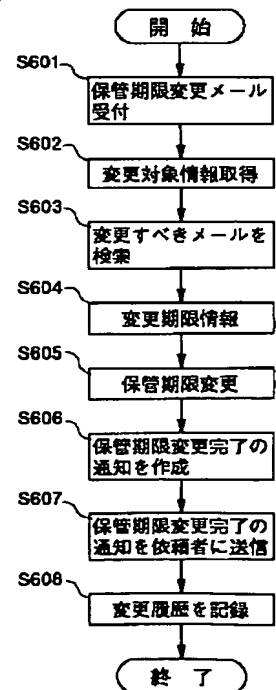 開 始
S601
保管期限変更メール
受付
S602
変更対象情報取得
S603
変更すべきメールを
検索
S604
変更期限情報
S605
保管期限変更
S606
保管期限変更完了の
通知を作成
S607
保管期限変更完了の
通知を依頼者に送信
S608
変更履歴を記録
終 了